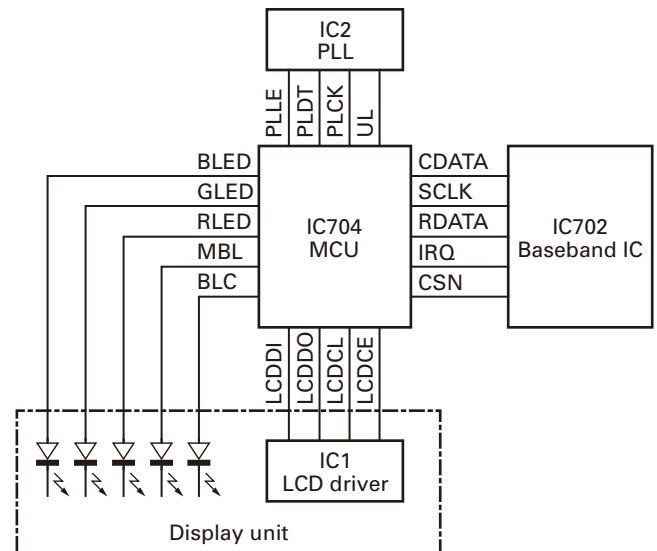 IC2
PLL
PLLE
PLDT
PLCK
UL
BLED
GLED
RLED
MBL
BLC
IC704
MCU
CDATA
SCLK
RDATA
IRQ
CSN
IC702
Baseband IC
LCDDI
LCDDO
LCDCL
LCDCE
IC1
LCD driver
Display unit